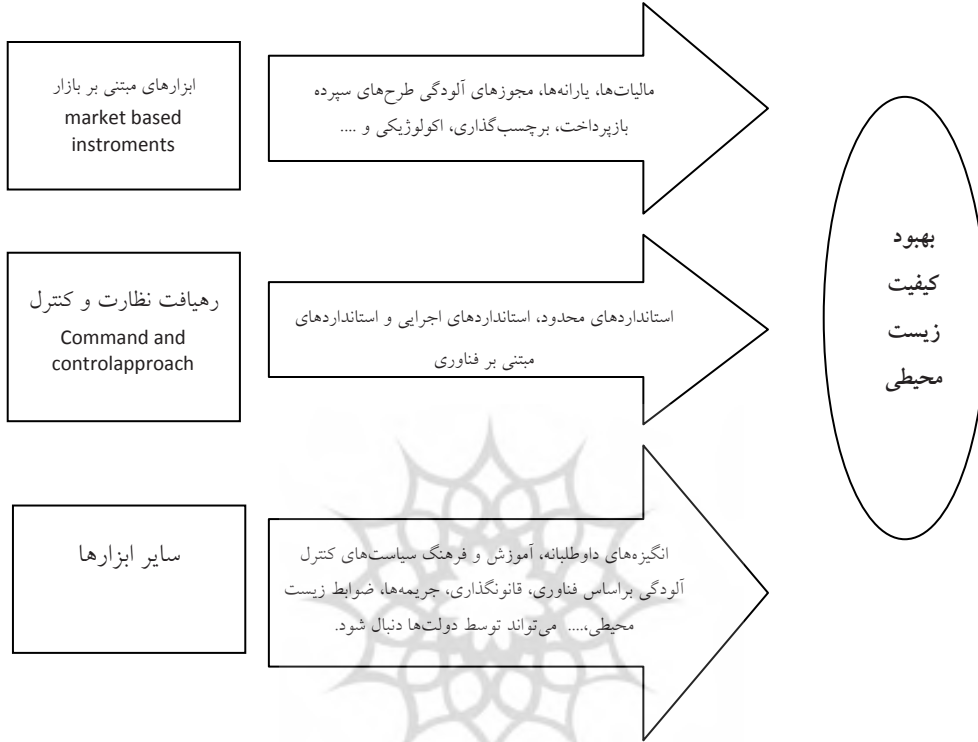 ابزارهای مبتنی بر بازار
market based
instroments
مالیات‌ها، یارانه‌ها، مجوزهای آلودگی طرح‌های سپرده
بازپرداخت، برچسب‌گذاری، اکولوژیکی و ....
رهیافت نظارت و کنترل
Command and
controlapproach
استانداردهای محدود، استانداردهای اجرایی و استانداردهای
مبتنی بر فناوری
سایر ابزارها
انگیزه‌های داوطلبانه، آموزش و فرهنگ سیاست‌های کنترل
آلودگی براساس فناوری، قانونگذاری، جریمه‌ها، ضوابط زیست
محیطی،.... می‌تواند توسط دولت‌ها دنبال شود.
بهبود
کیفیت
زیست
محیطی